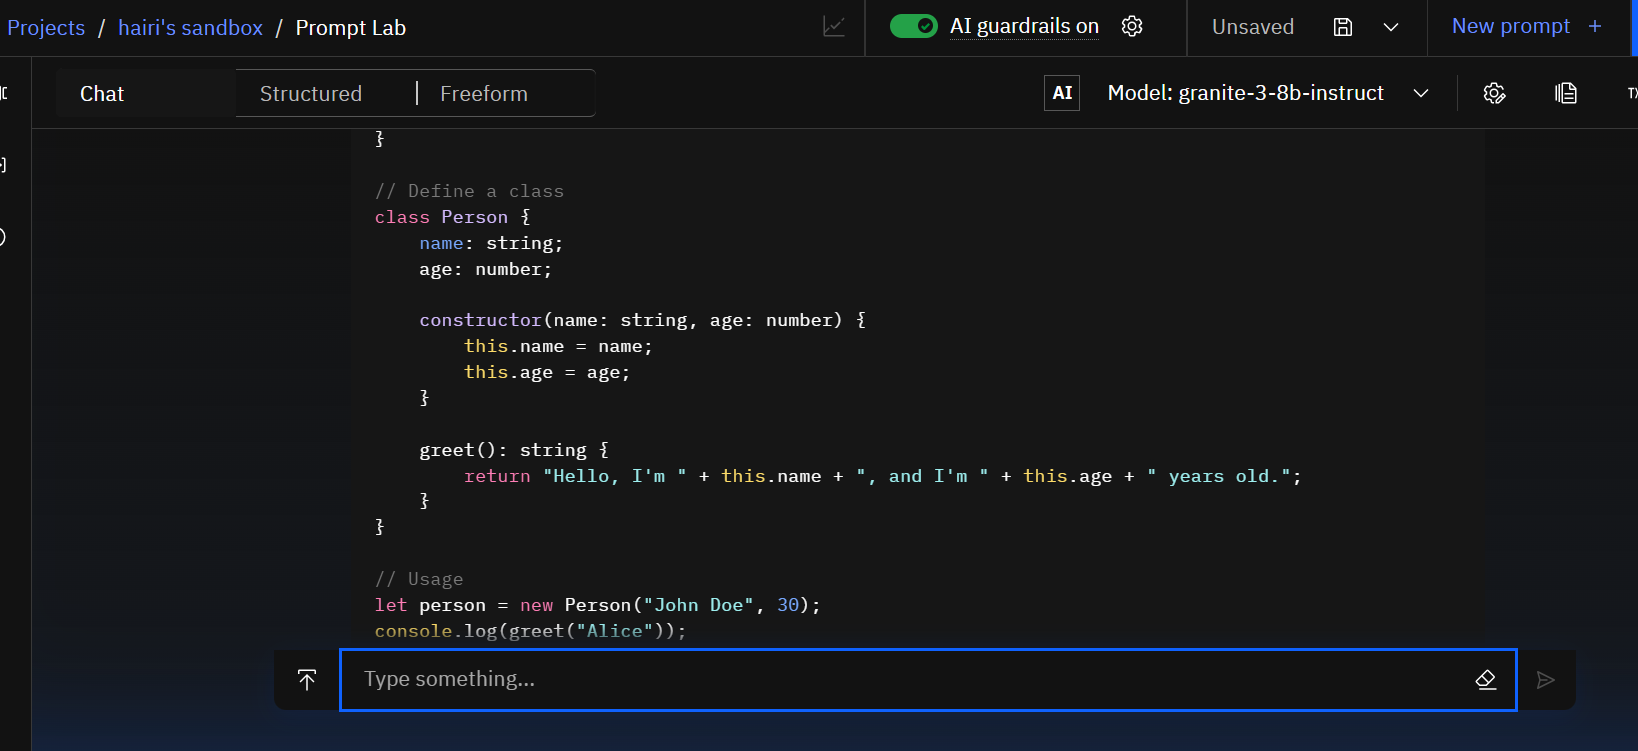 Projects / hairi's sandbox / Prompt Lab
AI guardrails on
Unsaved
New prompt +
Chat
Structured
Freeform
AI
Model: granite-3-8b-instruct
}
// Define a class
class Person {
    name: string;
    age: number;
    constructor(name: string, age: number) {
        this.name = name;
        this.age = age;
    }
    greet(): string {
        return "Hello, I'm " + this.name + ", and I'm " + this.age + " years old.";
    }
}
// Usage
let person = new Person("John Doe", 30);
console.log(greet("Alice"));
Type something...